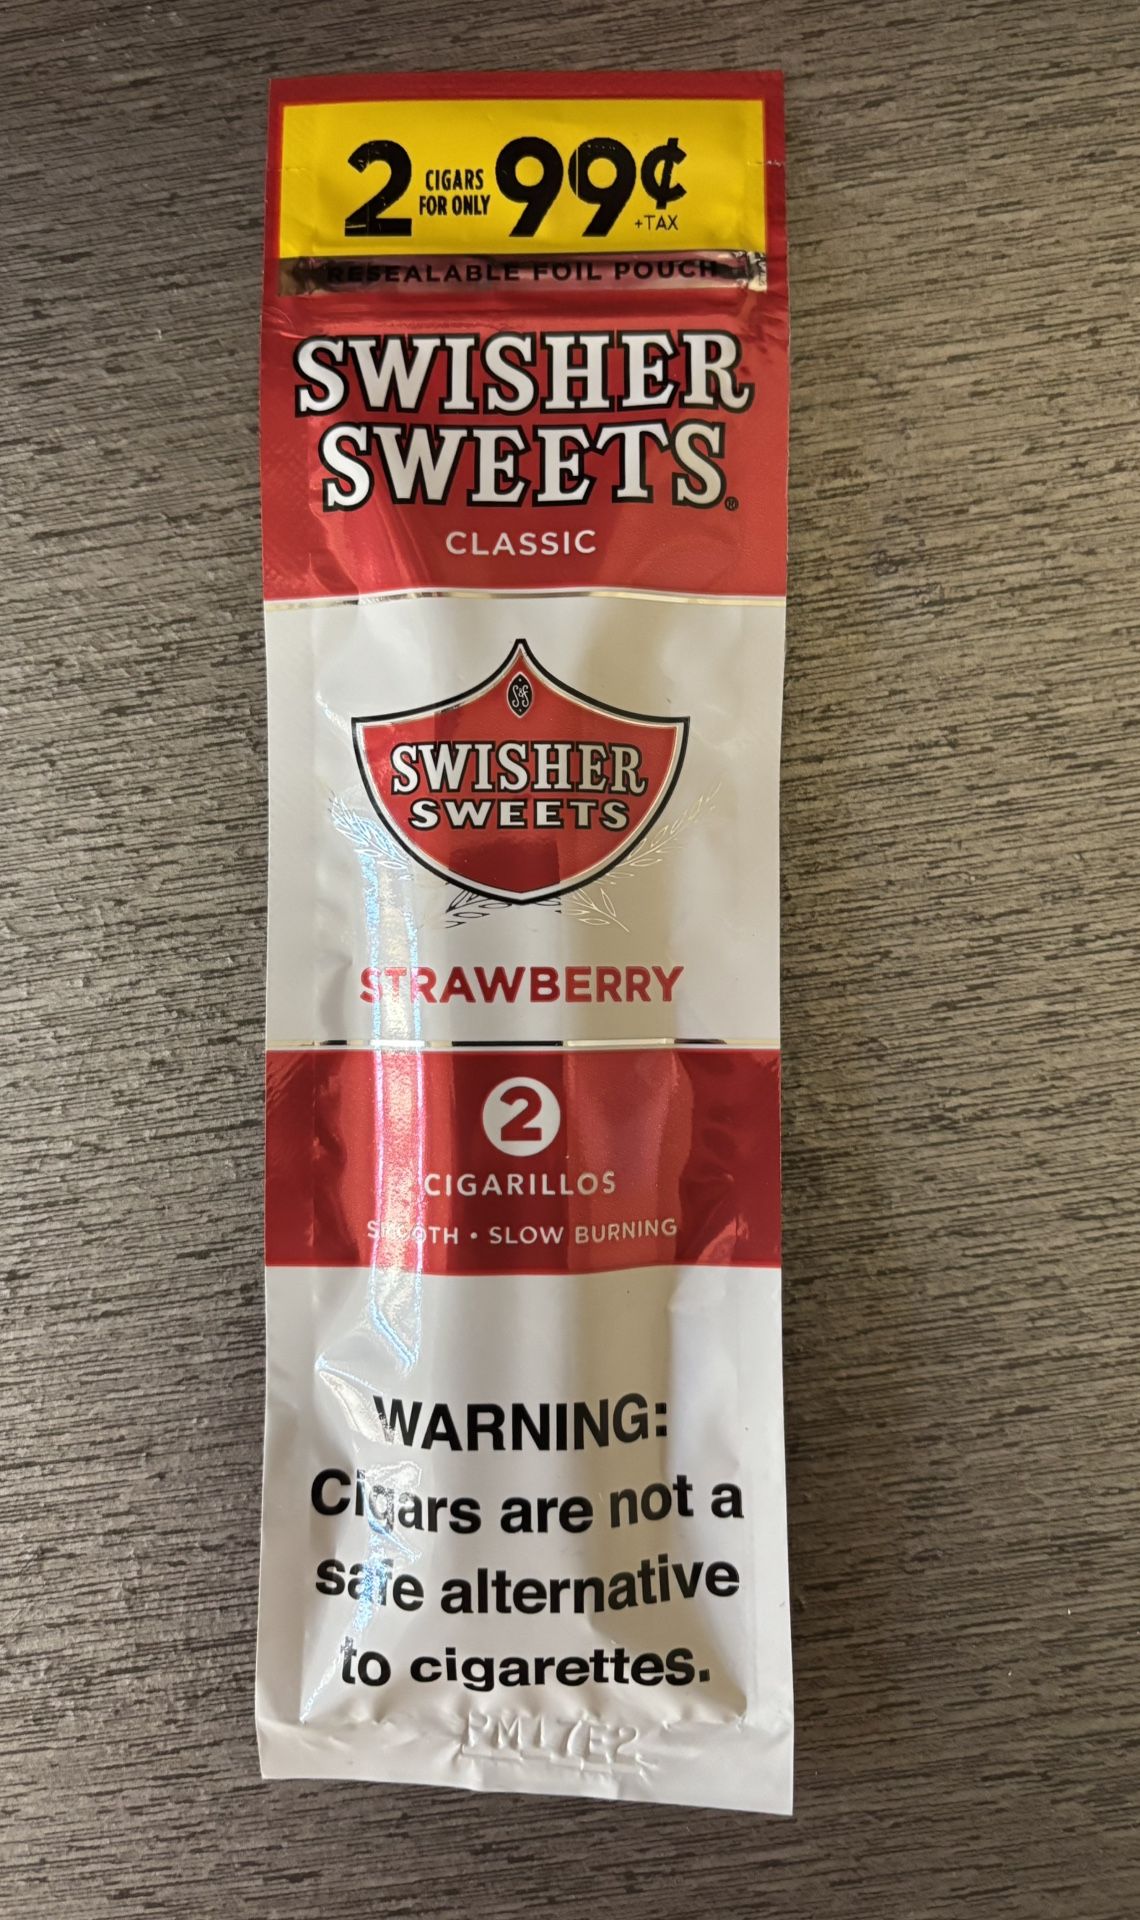 2 CIGARS FOR ONLY 99¢
+TAX
RESEALABLE FOIL POUCH
SWISHER
SWEETS®
CLASSIC
S&S
SWISHER
SWEETS
STRAWBERRY
2
CIGARILLOS
SMOOTH • SLOW BURNING
WARNING:
Cigars are not a
safe alternative
to cigarettes.
PM17E2